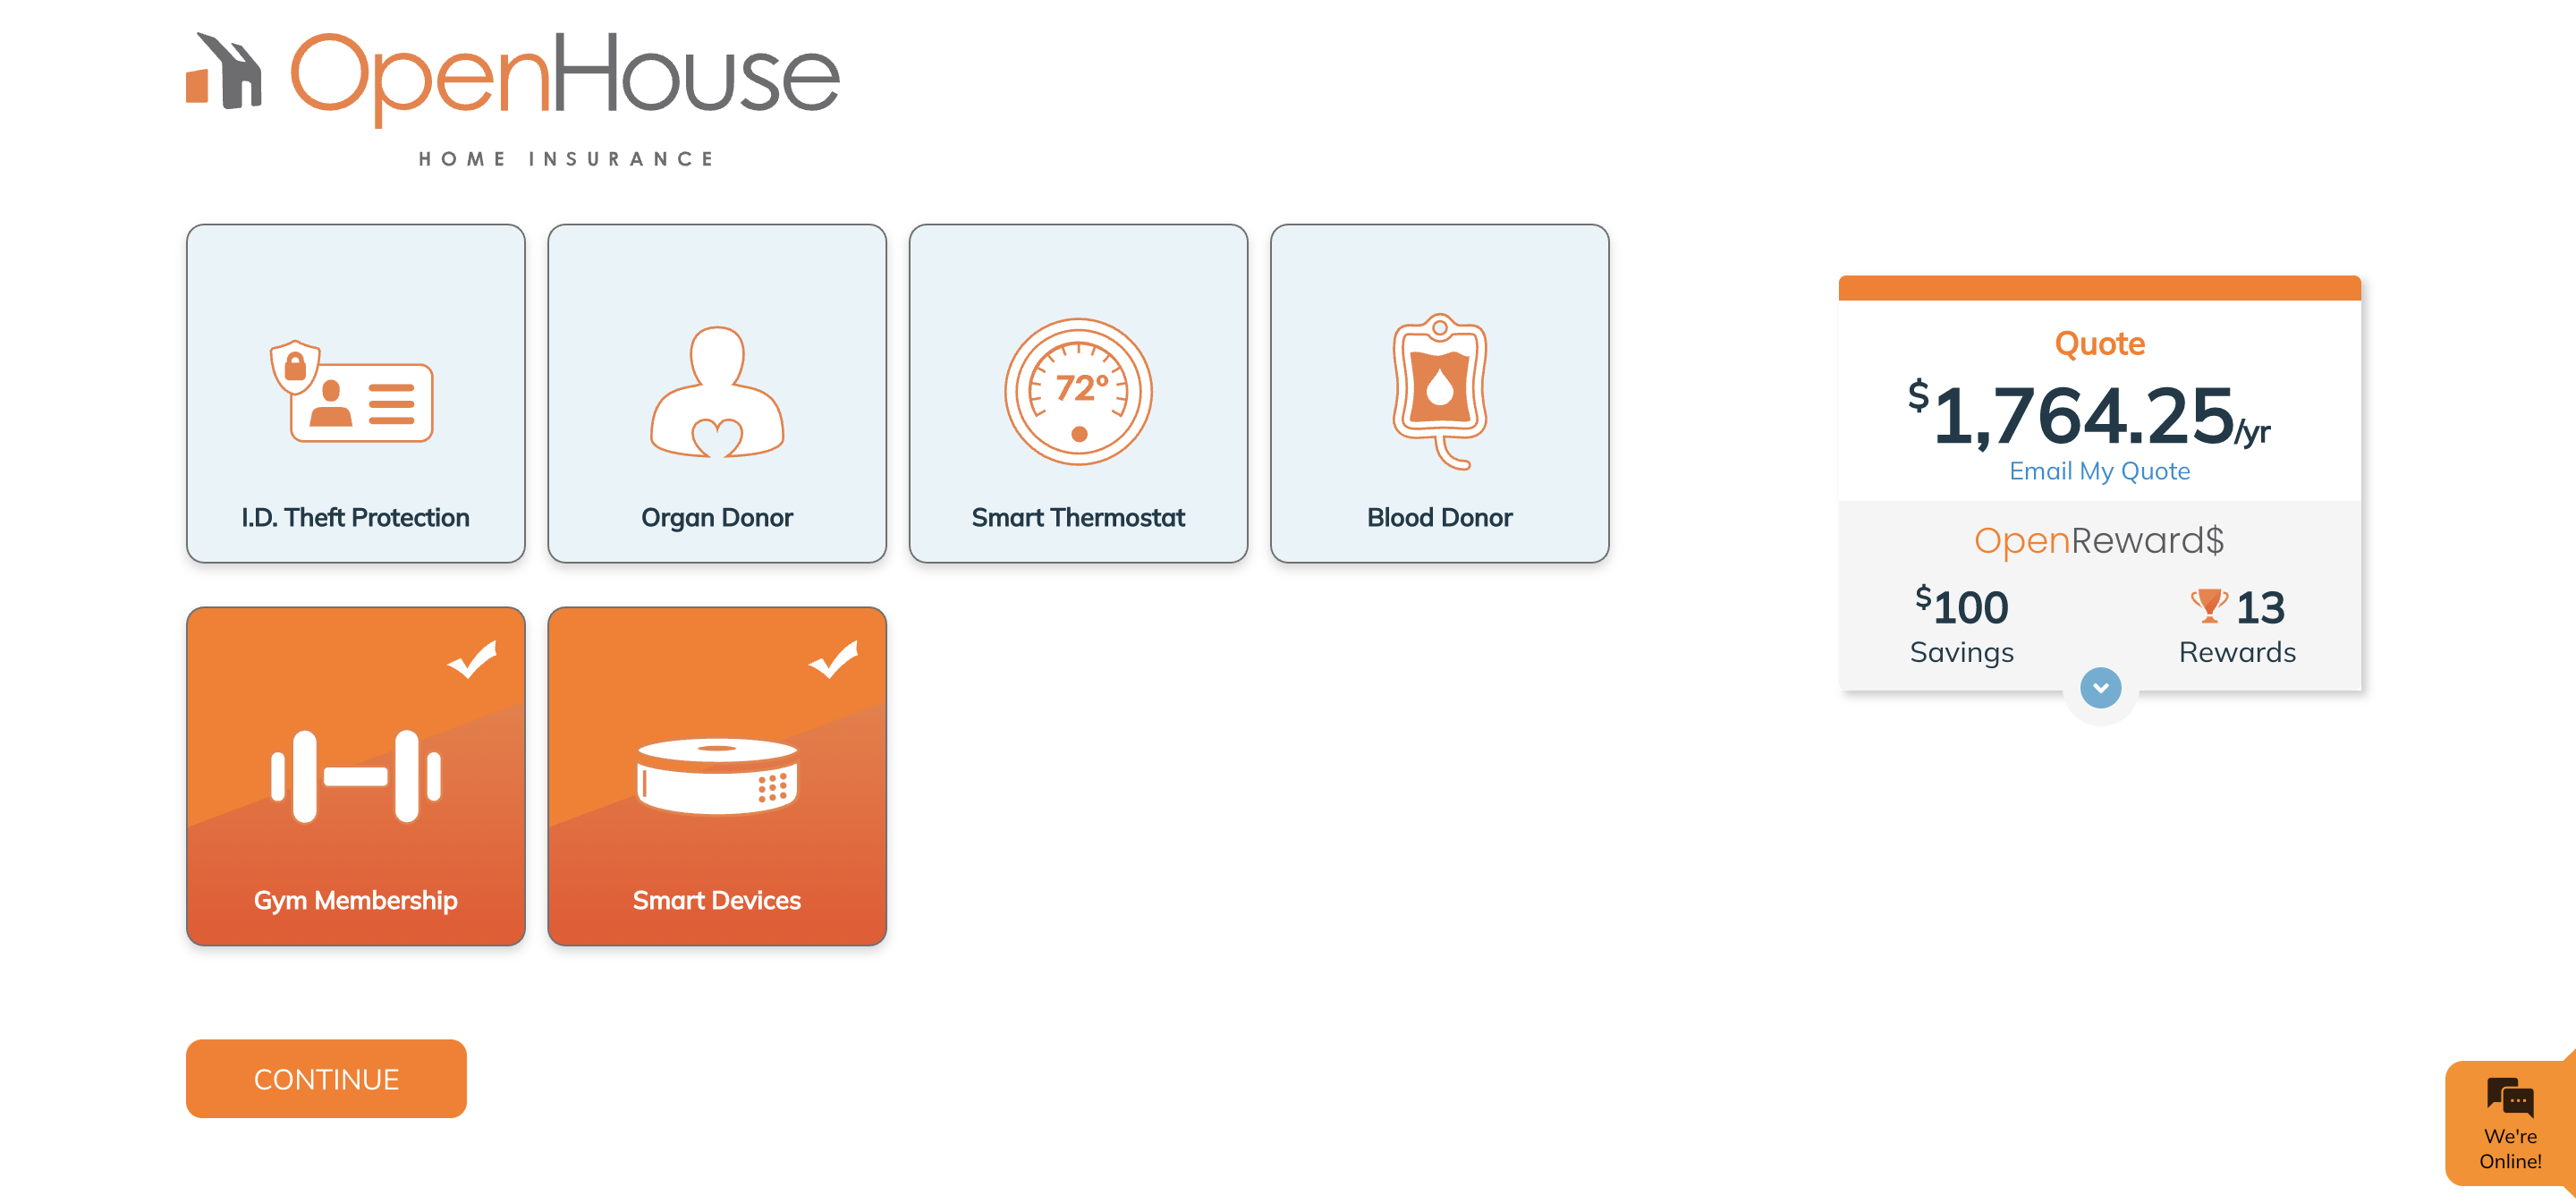 OpenHouse
HOME INSURANCE
I.D. Theft Protection
Organ Donor
72°
Smart Thermostat
Blood Donor
Gym Membership
Smart Devices
CONTINUE
Quote
$1,764.25/yr
Email My Quote
OpenReward$
$100
Savings
13
Rewards
We're
Online!